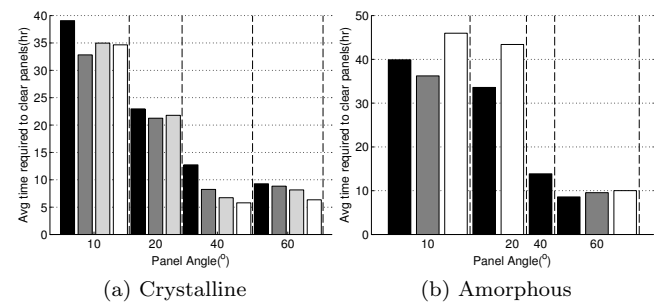 Avg time required to clear panels(hr)
40
35
30
25
20
15
10
5
0
10 20 40 60
Panel Angle(º)
(a) Crystalline
Avg time required to clear panels(hr)
50
40
30
20
10
0
10 20 40 60
Panel Angle(º)
(b) Amorphous